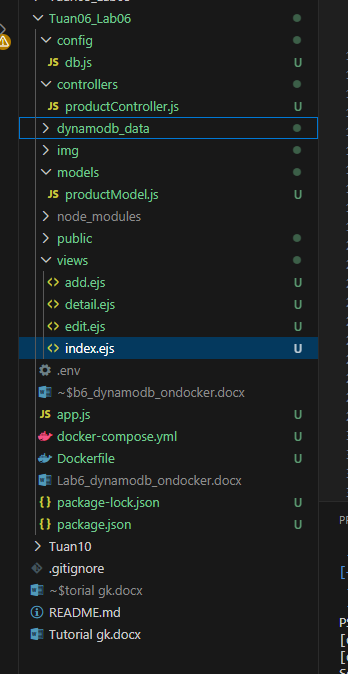 Tuan06_Lab06
config
db.js U
controllers
productController.js U
dynamodb_data
img
models
productModel.js U
node_modules
public
views
add.ejs U
detail.ejs U
edit.ejs U
index.ejs U
.env
~$b6_dynamodb_ondocker.docx
app.js U
docker-compose.yml U
Dockerfile U
Lab6_dynamodb_ondocker.docx
package-lock.json U
package.json U
Tuan10
.gitignore
~$torial gk.docx
README.md
Tutorial gk.docx